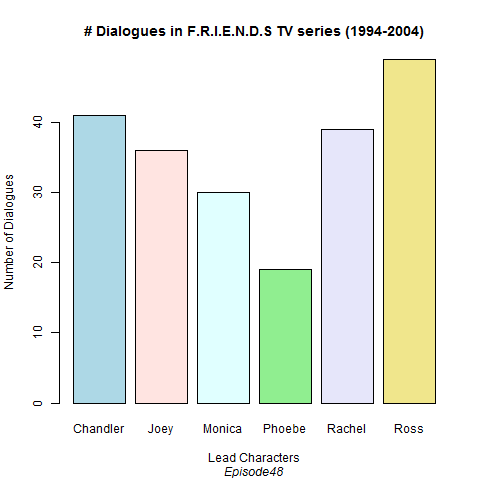 # Dialogues in F.R.I.E.N.D.S TV series (1994-2004)
Number of Dialogues
40
30
20
10
0
Chandler Joey Monica Phoebe Rachel Ross
Lead Characters
Episode48